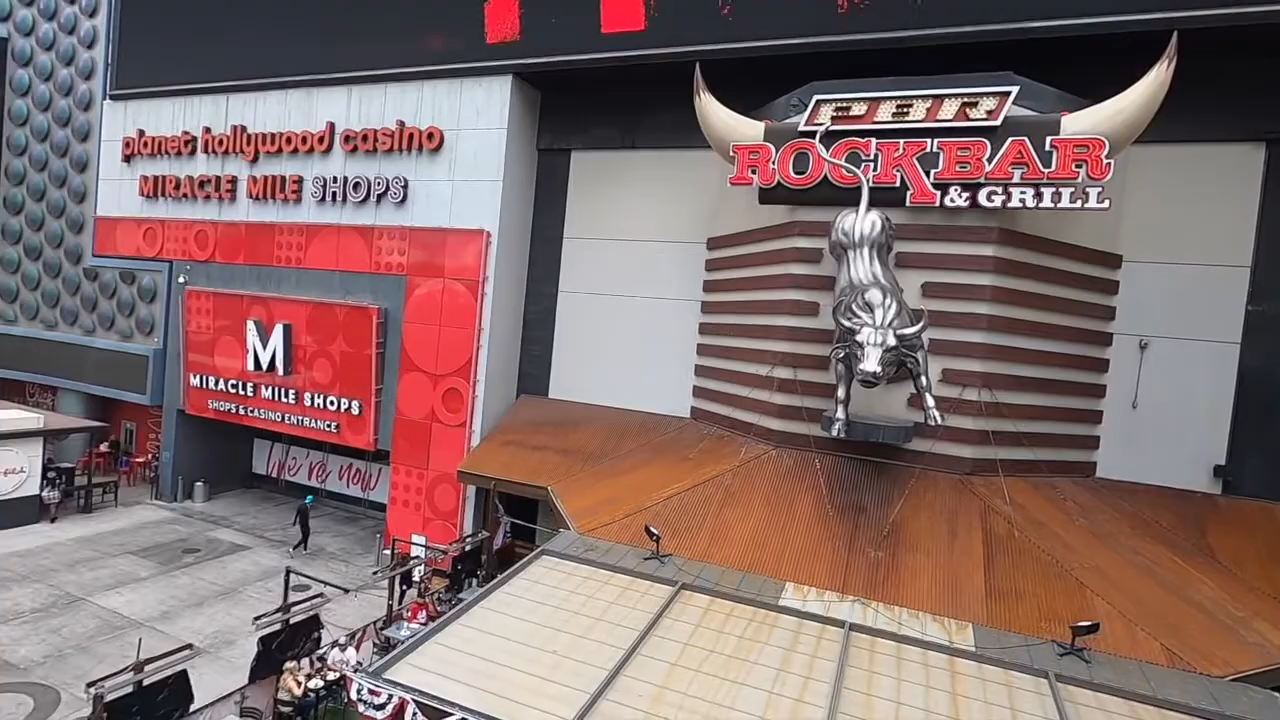 planet hollywood casino
MIRACLE MILE SHOPS
M
MIRACLE MILE SHOPS
SHOPS & CASINO ENTRANCE
we're now
PBR
ROCKBAR
& GRILL